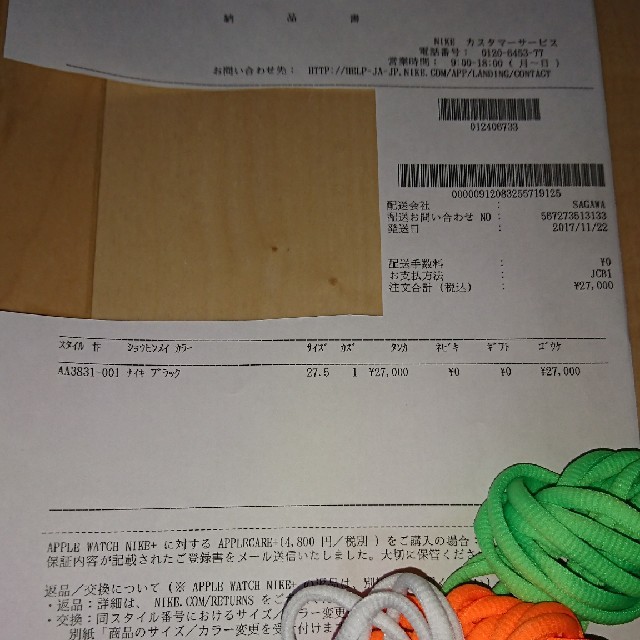 納 品 書
NIKE カスタマーサービス
電話番号： 0120-6453-77
営業時間： 9:00-18:00 ( 月〜日 )
お問い合わせ先： HTTP://HELP-JA-JP.NIKE.COM/APP/LANDING/CONTACT
012406733
00000912083255719125
配送会社 ： SAGAWA
配送お問い合わせ NO ： 567273613133
発送日 ： 2017/11/22
配送手数料 ： ¥0
お支払方法 ： JCB1
注文合計（税込） ： ¥27,000
スタイル ｶﾗｰ ショウヒンメイ カラー サイズ カズ タンカ ネビキ ギフト ゴウケ
AA3831-001 ナイキ ブラック 27.5 1 ¥27,000 ¥0 ¥0 ¥27,000
APPLE WATCH NIKE+ に対する APPLECARE+(4,800 円／税別 ) をご購入の場合
保証内容が記載されたご登録書をメール送信いたしました。大切に保管くださ
返品／交換について (※ APPLE WATCH NIKE+ の
・返品：詳細は、 NIKE.COM/RETURNS をご
・交換：同スタイル番号におけるサイズ／カラー変更
別紙「商品のサイズ／カラー変更を受け付けま